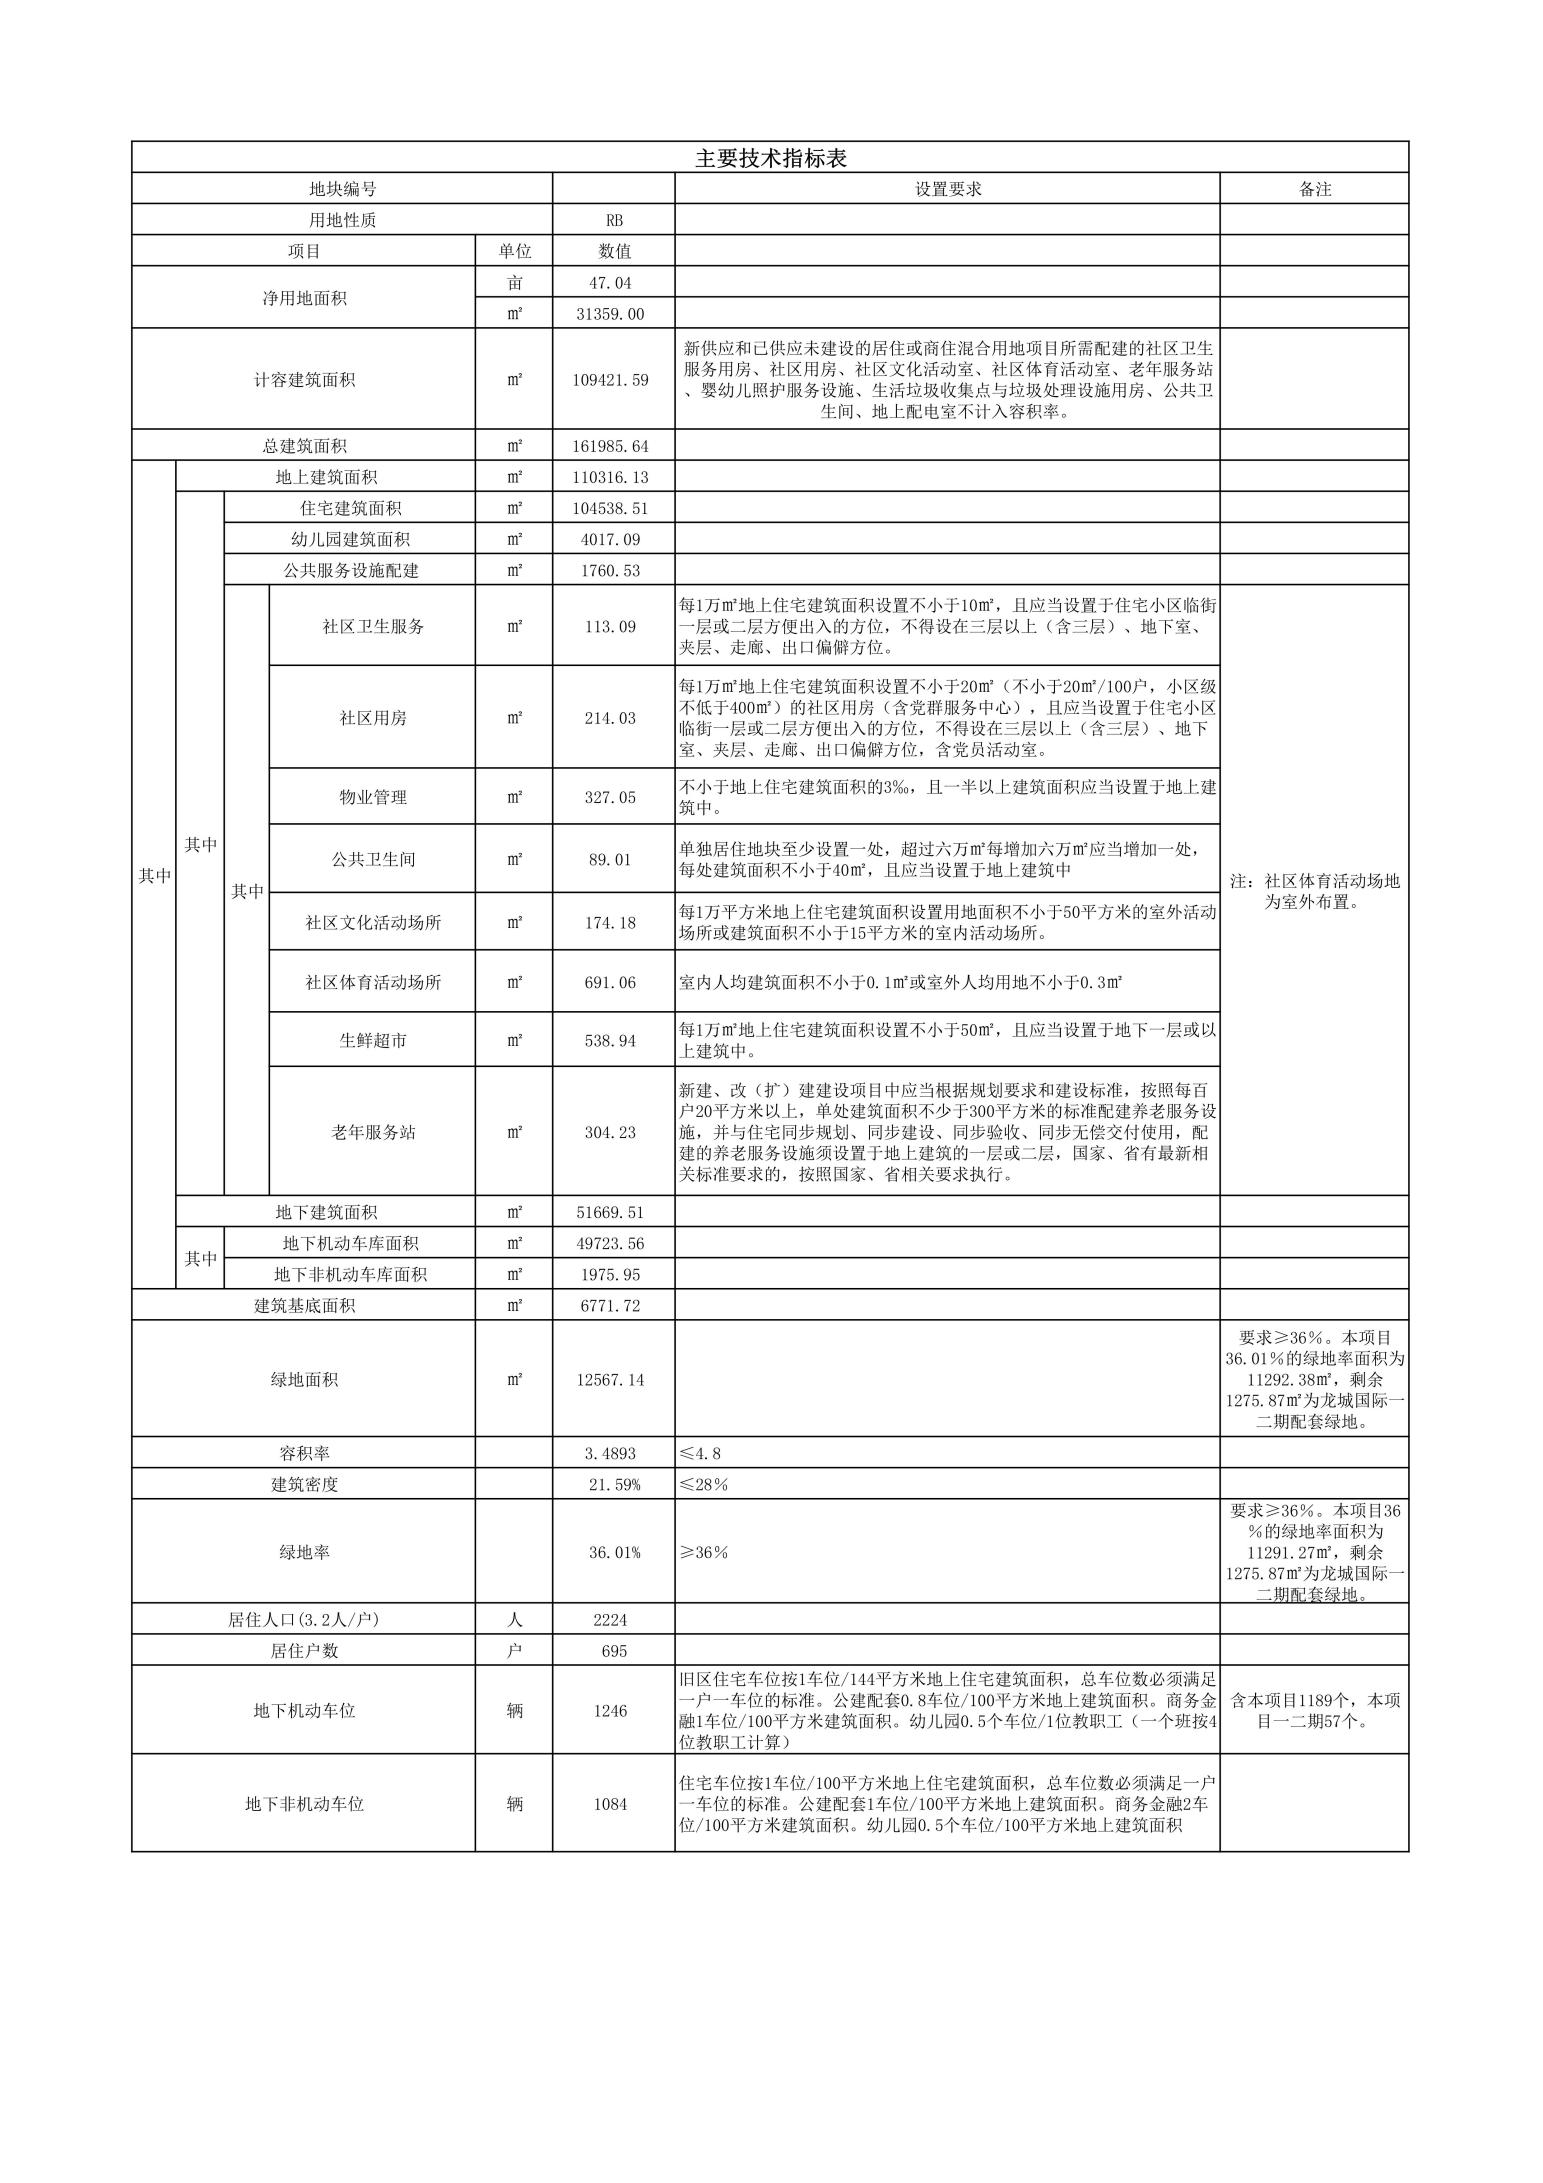 主要技术指标表
地块编号 设置要求 备注
用地性质 RB
项目 单位 数值
净用地面积 亩 47.04
㎡ 31359.00
计容建筑面积 ㎡ 109421.59
新供应和已供应未建设的居住或商住混合用地项目所需配建的社区卫生
服务用房、社区用房、社区文化活动室、社区体育活动室、老年服务站
、婴幼儿照护服务设施、生活垃圾收集点与垃圾处理设施用房、公共卫
生间、地上配电室不计入容积率。
总建筑面积 ㎡ 161985.64
其中
地上建筑面积 ㎡ 110316.13
其中
住宅建筑面积 ㎡ 104538.51
幼儿园建筑面积 ㎡ 4017.09
公共服务设施配建 ㎡ 1760.53
其中
社区卫生服务 ㎡ 113.09
每1万㎡地上住宅建筑面积设置不小于10㎡，且应当设置于住宅小区临街
一层或二层方便出入的方位，不得设在三层以上（含三层）、地下室、
夹层、走廊、出口偏僻方位。
社区用房 ㎡ 214.03
每1万㎡地上住宅建筑面积设置不小于20㎡（不小于20㎡/100户，小区级
不低于400㎡）的社区用房（含党群服务中心），且应当设置于住宅小区
临街一层或二层方便出入的方位，不得设在三层以上（含三层）、地下
室、夹层、走廊、出口偏僻方位，含党员活动室。
物业管理 ㎡ 327.05
不小于地上住宅建筑面积的3‰，且一半以上建筑面积应当设置于地上建
筑中。
公共卫生间 ㎡ 89.01
单独居住地块至少设置一处，超过六万㎡每增加六万㎡应当增加一处，
每处建筑面积不小于40㎡，且应当设置于地上建筑中
注：社区体育活动场地
为室外布置。
社区文化活动场所 ㎡ 174.18
每1万平方米地上住宅建筑面积设置用地面积不小于50平方米的室外活动
场所或建筑面积不小于15平方米的室内活动场所。
社区体育活动场所 ㎡ 691.06 室内人均建筑面积不小于0.1㎡或室外人均用地不小于0.3㎡
生鲜超市 ㎡ 538.94
每1万㎡地上住宅建筑面积设置不小于50㎡，且应当设置于地下一层或以
上建筑中。
老年服务站 ㎡ 304.23
新建、改（扩）建建设项目中应当根据规划要求和建设标准，按照每百
户20平方米以上，单处建筑面积不少于300平方米的标准配建养老服务设
施，并与住宅同步规划、同步建设、同步验收、同步无偿交付使用，配
建的养老服务设施须设置于地上建筑的一层或二层，国家、省有最新相
关标准要求的，按照国家、省相关要求执行。
地下建筑面积 ㎡ 51669.51
其中
地下机动车库面积 ㎡ 49723.56
地下非机动车库面积 ㎡ 1975.95
建筑基底面积 ㎡ 6771.72
绿地面积 ㎡ 12567.14
要求≥36％。本项目
36.01％的绿地率面积为
11292.38㎡，剩余
1275.87㎡为龙城国际一
二期配套绿地。
容积率 3.4893 ≤4.8
建筑密度 21.59% ≤28％
绿地率 36.01% ≥36％
要求≥36％。本项目36
％的绿地率面积为
11291.27㎡，剩余
1275.87㎡为龙城国际一
二期配套绿地。
居住人口(3.2人/户) 人 2224
居住户数 户 695
地下机动车位 辆 1246
旧区住宅车位按1车位/144平方米地上住宅建筑面积，总车位数必须满足
一户一车位的标准。公建配套0.8车位/100平方米地上建筑面积。商务金
融1车位/100平方米建筑面积。幼儿园0.5个车位/1位教职工（一个班按4
位教职工计算）
含本项目1189个，本项
目一二期57个。
地下非机动车位 辆 1084
住宅车位按1车位/100平方米地上住宅建筑面积，总车位数必须满足一户
一车位的标准。公建配套1车位/100平方米地上建筑面积。商务金融2车
位/100平方米建筑面积。幼儿园0.5个车位/100平方米地上建筑面积